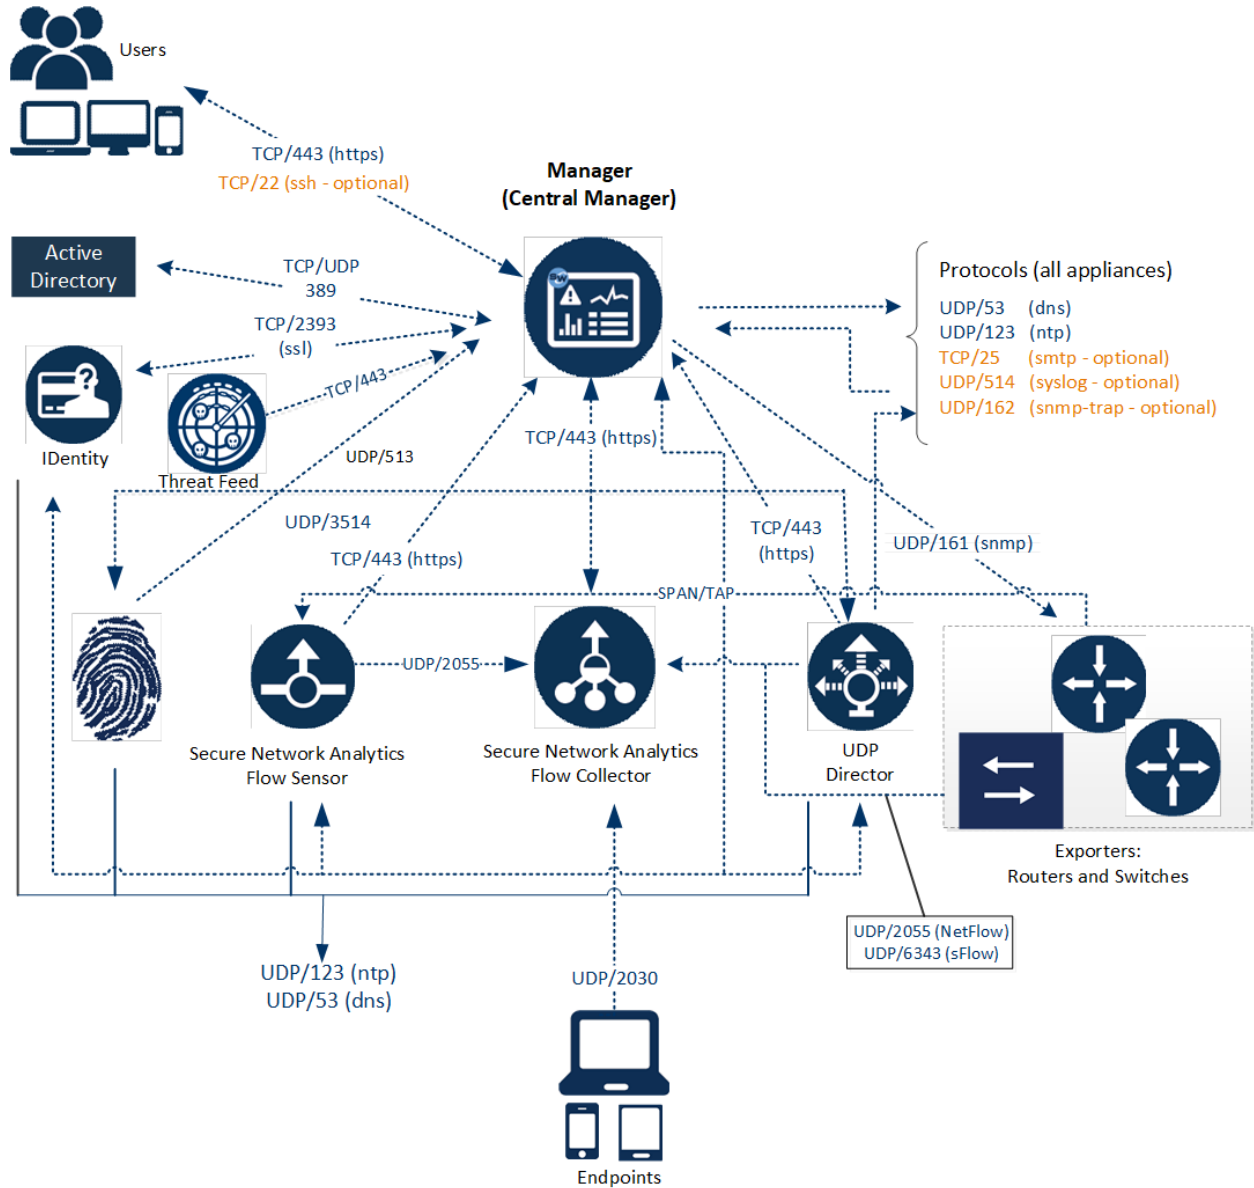 Users
TCP/443 (https)
TCP/22 (ssh - optional)
Manager
(Central Manager)
Active
Directory
TCP/UDP
389
TCP/2393
(ssl)
TCP/443
IDentity
Threat Feed
UDP/513
UDP/3514
TCP/443 (https)
TCP/443 (https)
TCP/443
(https)
Protocols (all appliances)
UDP/53 (dns)
UDP/123 (ntp)
TCP/25 (smtp - optional)
UDP/514 (syslog - optional)
UDP/162 (snmp-trap - optional)
UDP/161 (snmp)
SPAN/TAP
UDP/2055
Secure Network Analytics
Flow Sensor
Secure Network Analytics
Flow Collector
UDP
Director
Exporters:
Routers and Switches
UDP/2055 (NetFlow)
UDP/6343 (sFlow)
UDP/123 (ntp)
UDP/53 (dns)
UDP/2030
Endpoints